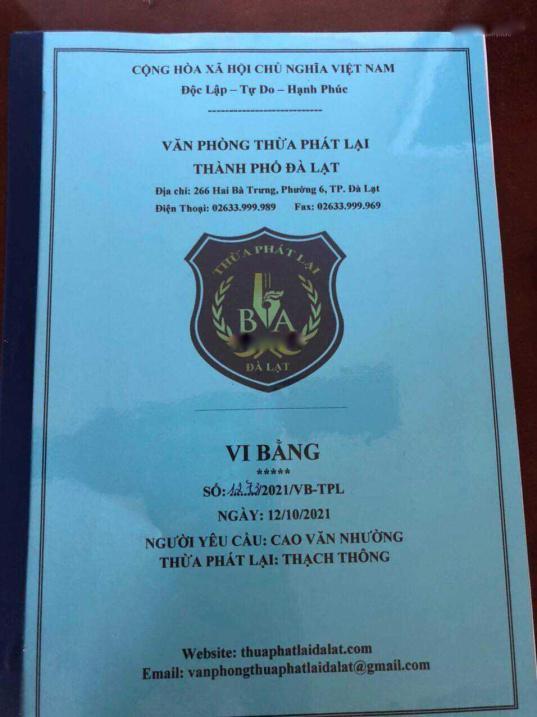 CỘNG HÒA XÃ HỘI CHỦ NGHĨA VIỆT NAM
Độc Lập – Tự Do – Hạnh Phúc
VĂN PHÒNG THỪA PHÁT LẠI
THÀNH PHỐ ĐÀ LẠT
Địa chỉ: 266 Hai Bà Trưng, Phường 6, TP. Đà Lạt
Điện Thoại: 02633.999.989 Fax: 02633.999.969
THỪA PHÁT LẠI
B A
ĐÀ LẠT
VI BẰNG
*****
SỐ: /2021/VB-TPL
NGÀY: 12/10/2021
NGƯỜI YÊU CẦU: CAO VĂN NHƯỜNG
THỪA PHÁT LẠI: THẠCH THÔNG
Website: thuaphatlaidalat.com
Email: vanphongthuaphatlaidalat@gmail.com